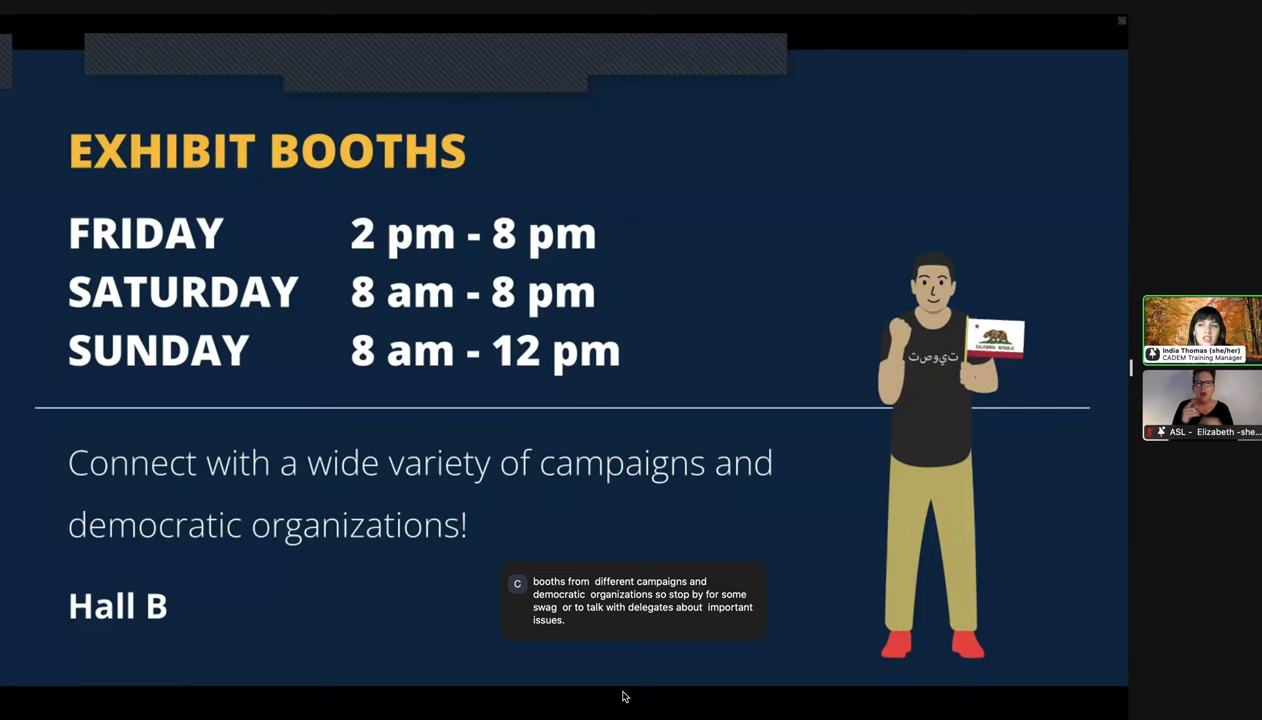 EXHIBIT BOOTHS
FRIDAY 2 pm - 8 pm
SATURDAY 8 am - 8 pm
SUNDAY 8 am - 12 pm
Connect with a wide variety of campaigns and
democratic organizations!
Hall B
تيوصت
CALIFORNIA REPUBLIC
C
booths from different campaigns and
democratic organizations so stop by for some
swag or to talk with delegates about important
issues.
India Thomas (she/her)
CADEM Training Manager
ASL - Elizabeth -she...